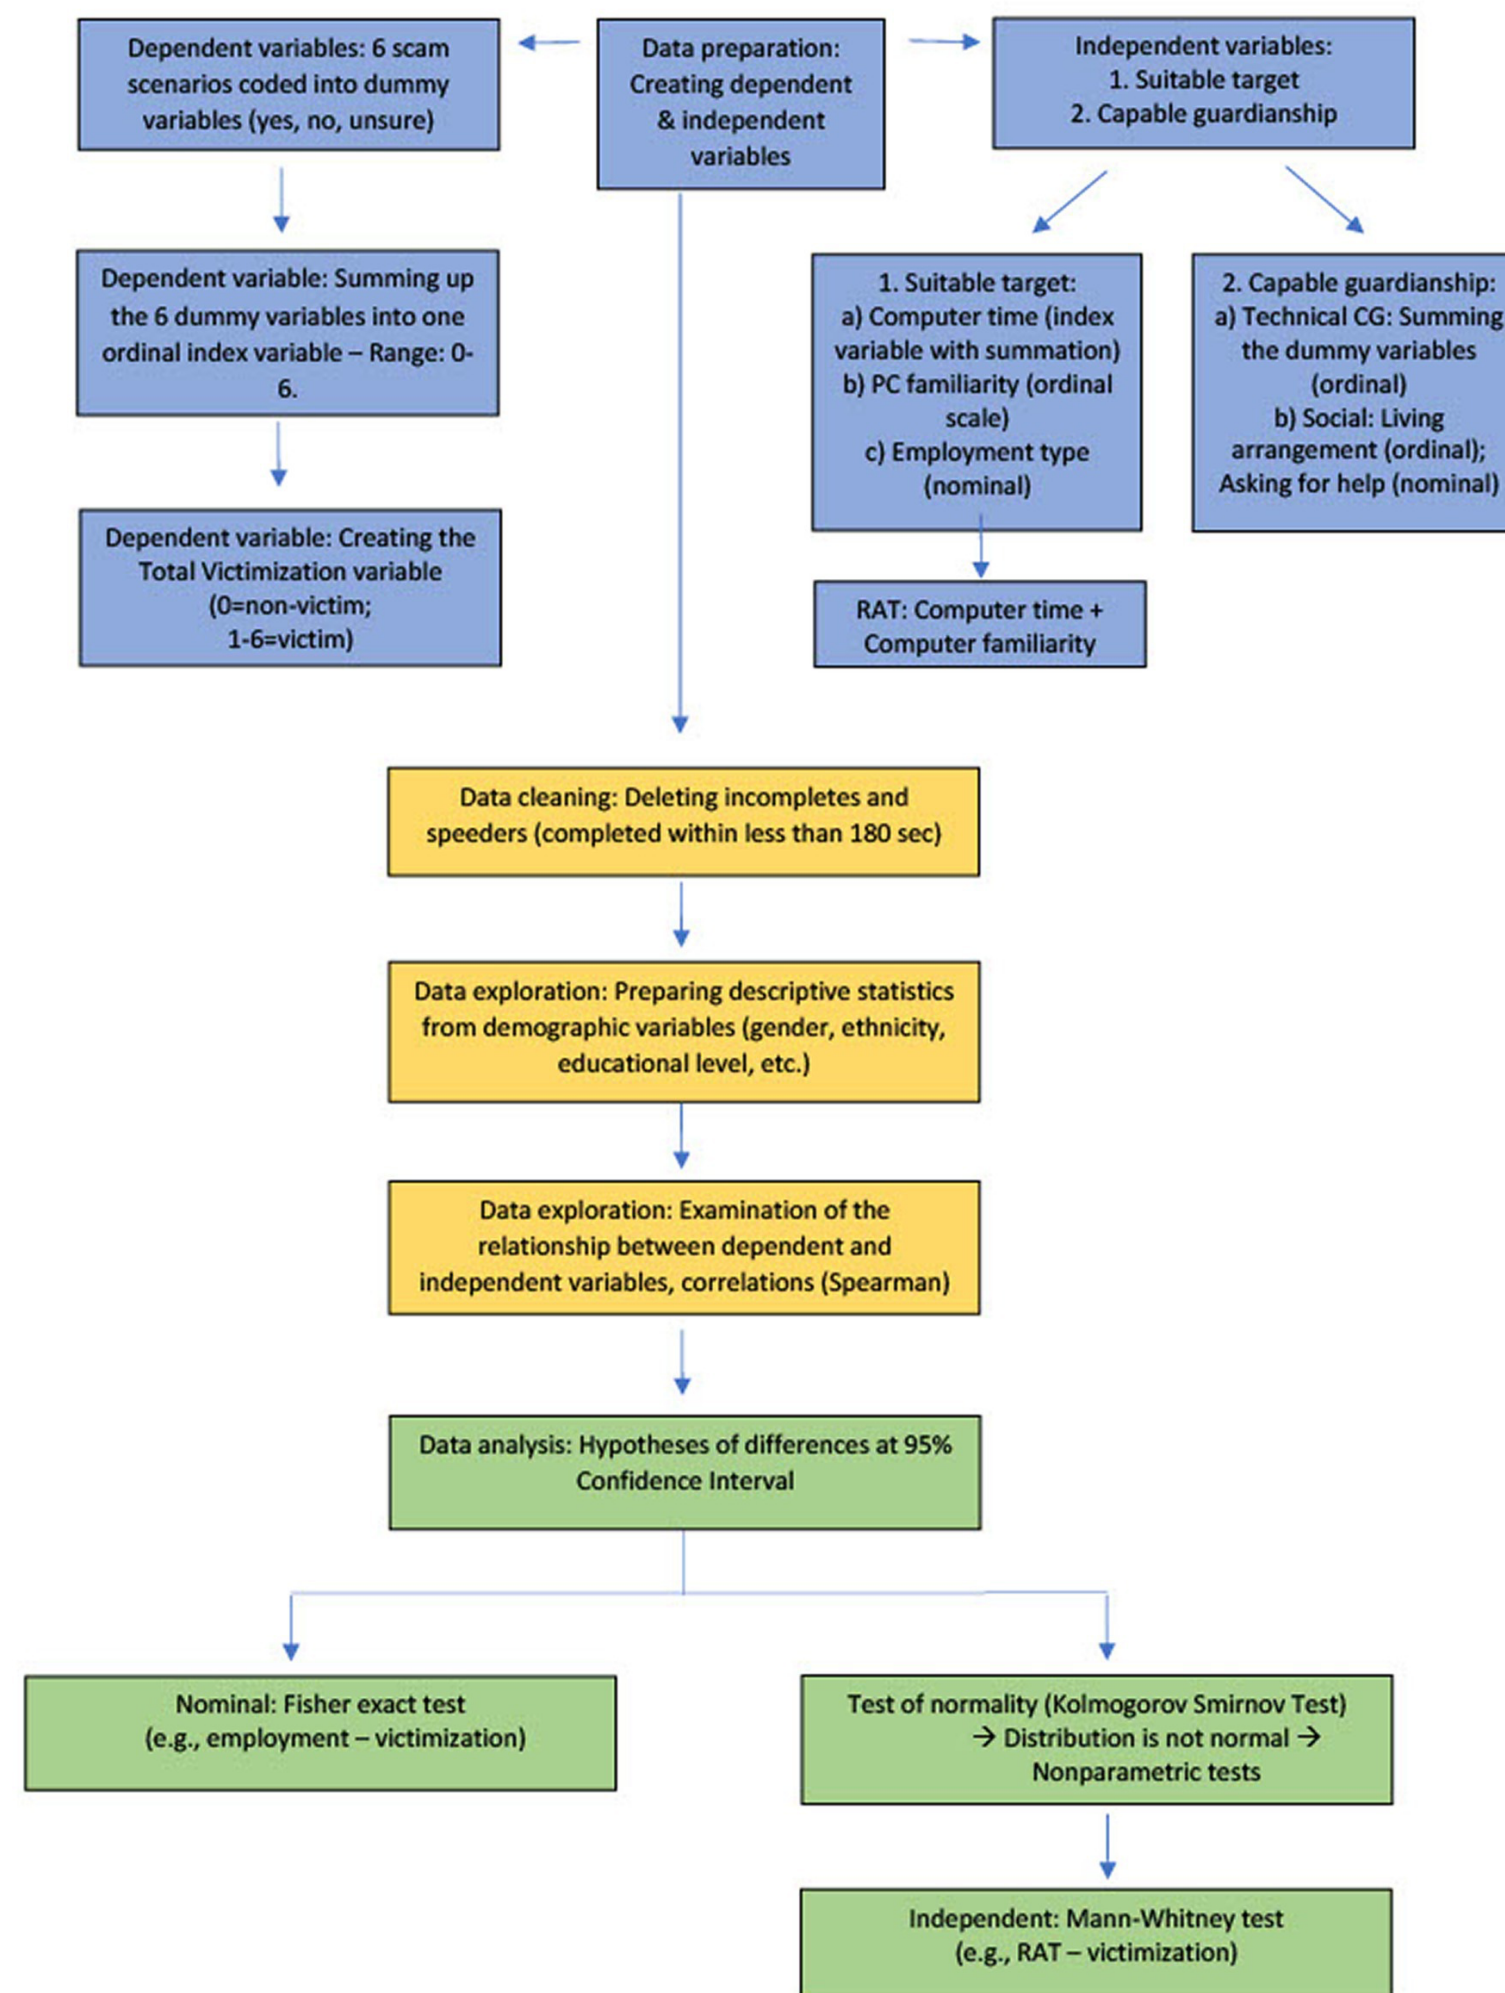 Dependent variables: 6 scam
scenarios coded into dummy
variables (yes, no, unsure)
Data preparation:
Creating dependent
& independent
variables
Independent variables:
1. Suitable target
2. Capable guardianship
Dependent variable: Summing up
the 6 dummy variables into one
ordinal index variable – Range: 0-
6.
1. Suitable target:
a) Computer time (index
variable with summation)
b) PC familiarity (ordinal
scale)
c) Employment type
(nominal)
2. Capable guardianship:
a) Technical CG: Summing
the dummy variables
(ordinal)
b) Social: Living
arrangement (ordinal);
Asking for help (nominal)
Dependent variable: Creating the
Total Victimization variable
(0=non-victim;
1-6=victim)
RAT: Computer time +
Computer familiarity
Data cleaning: Deleting incompletes and
speeders (completed within less than 180 sec)
Data exploration: Preparing descriptive statistics
from demographic variables (gender, ethnicity,
educational level, etc.)
Data exploration: Examination of the
relationship between dependent and
independent variables, correlations (Spearman)
Data analysis: Hypotheses of differences at 95%
Confidence Interval
Nominal: Fisher exact test
(e.g., employment – victimization)
Test of normality (Kolmogorov Smirnov Test)
→ Distribution is not normal →
Nonparametric tests
Independent: Mann-Whitney test
(e.g., RAT – victimization)